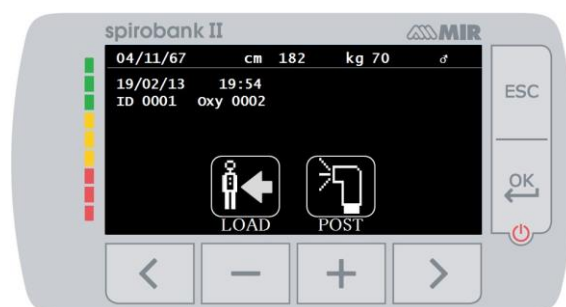 spirobank II MIR
04/11/67 cm 182 kg 70 ♂
19/02/13 19:54
ID 0001 Oxy 0002
LOAD POST
ESC
OK
< − + >